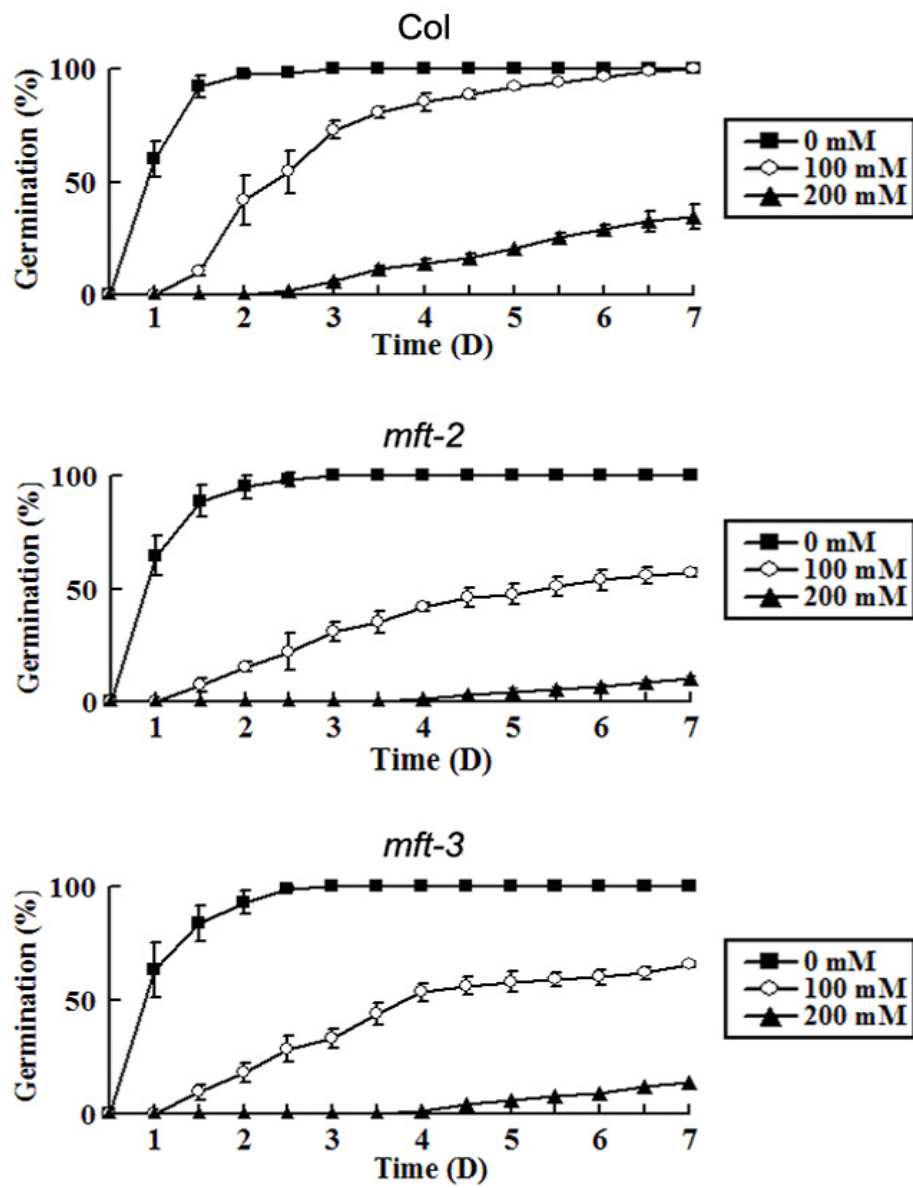 Col
Germination (%)
100
50
0
1 2 3 4 5 6 7
Time (D)
0 mM
100 mM
200 mM
mft-2
Germination (%)
100
50
0
1 2 3 4 5 6 7
Time (D)
0 mM
100 mM
200 mM
mft-3
Germination (%)
100
50
0
1 2 3 4 5 6 7
Time (D)
0 mM
100 mM
200 mM